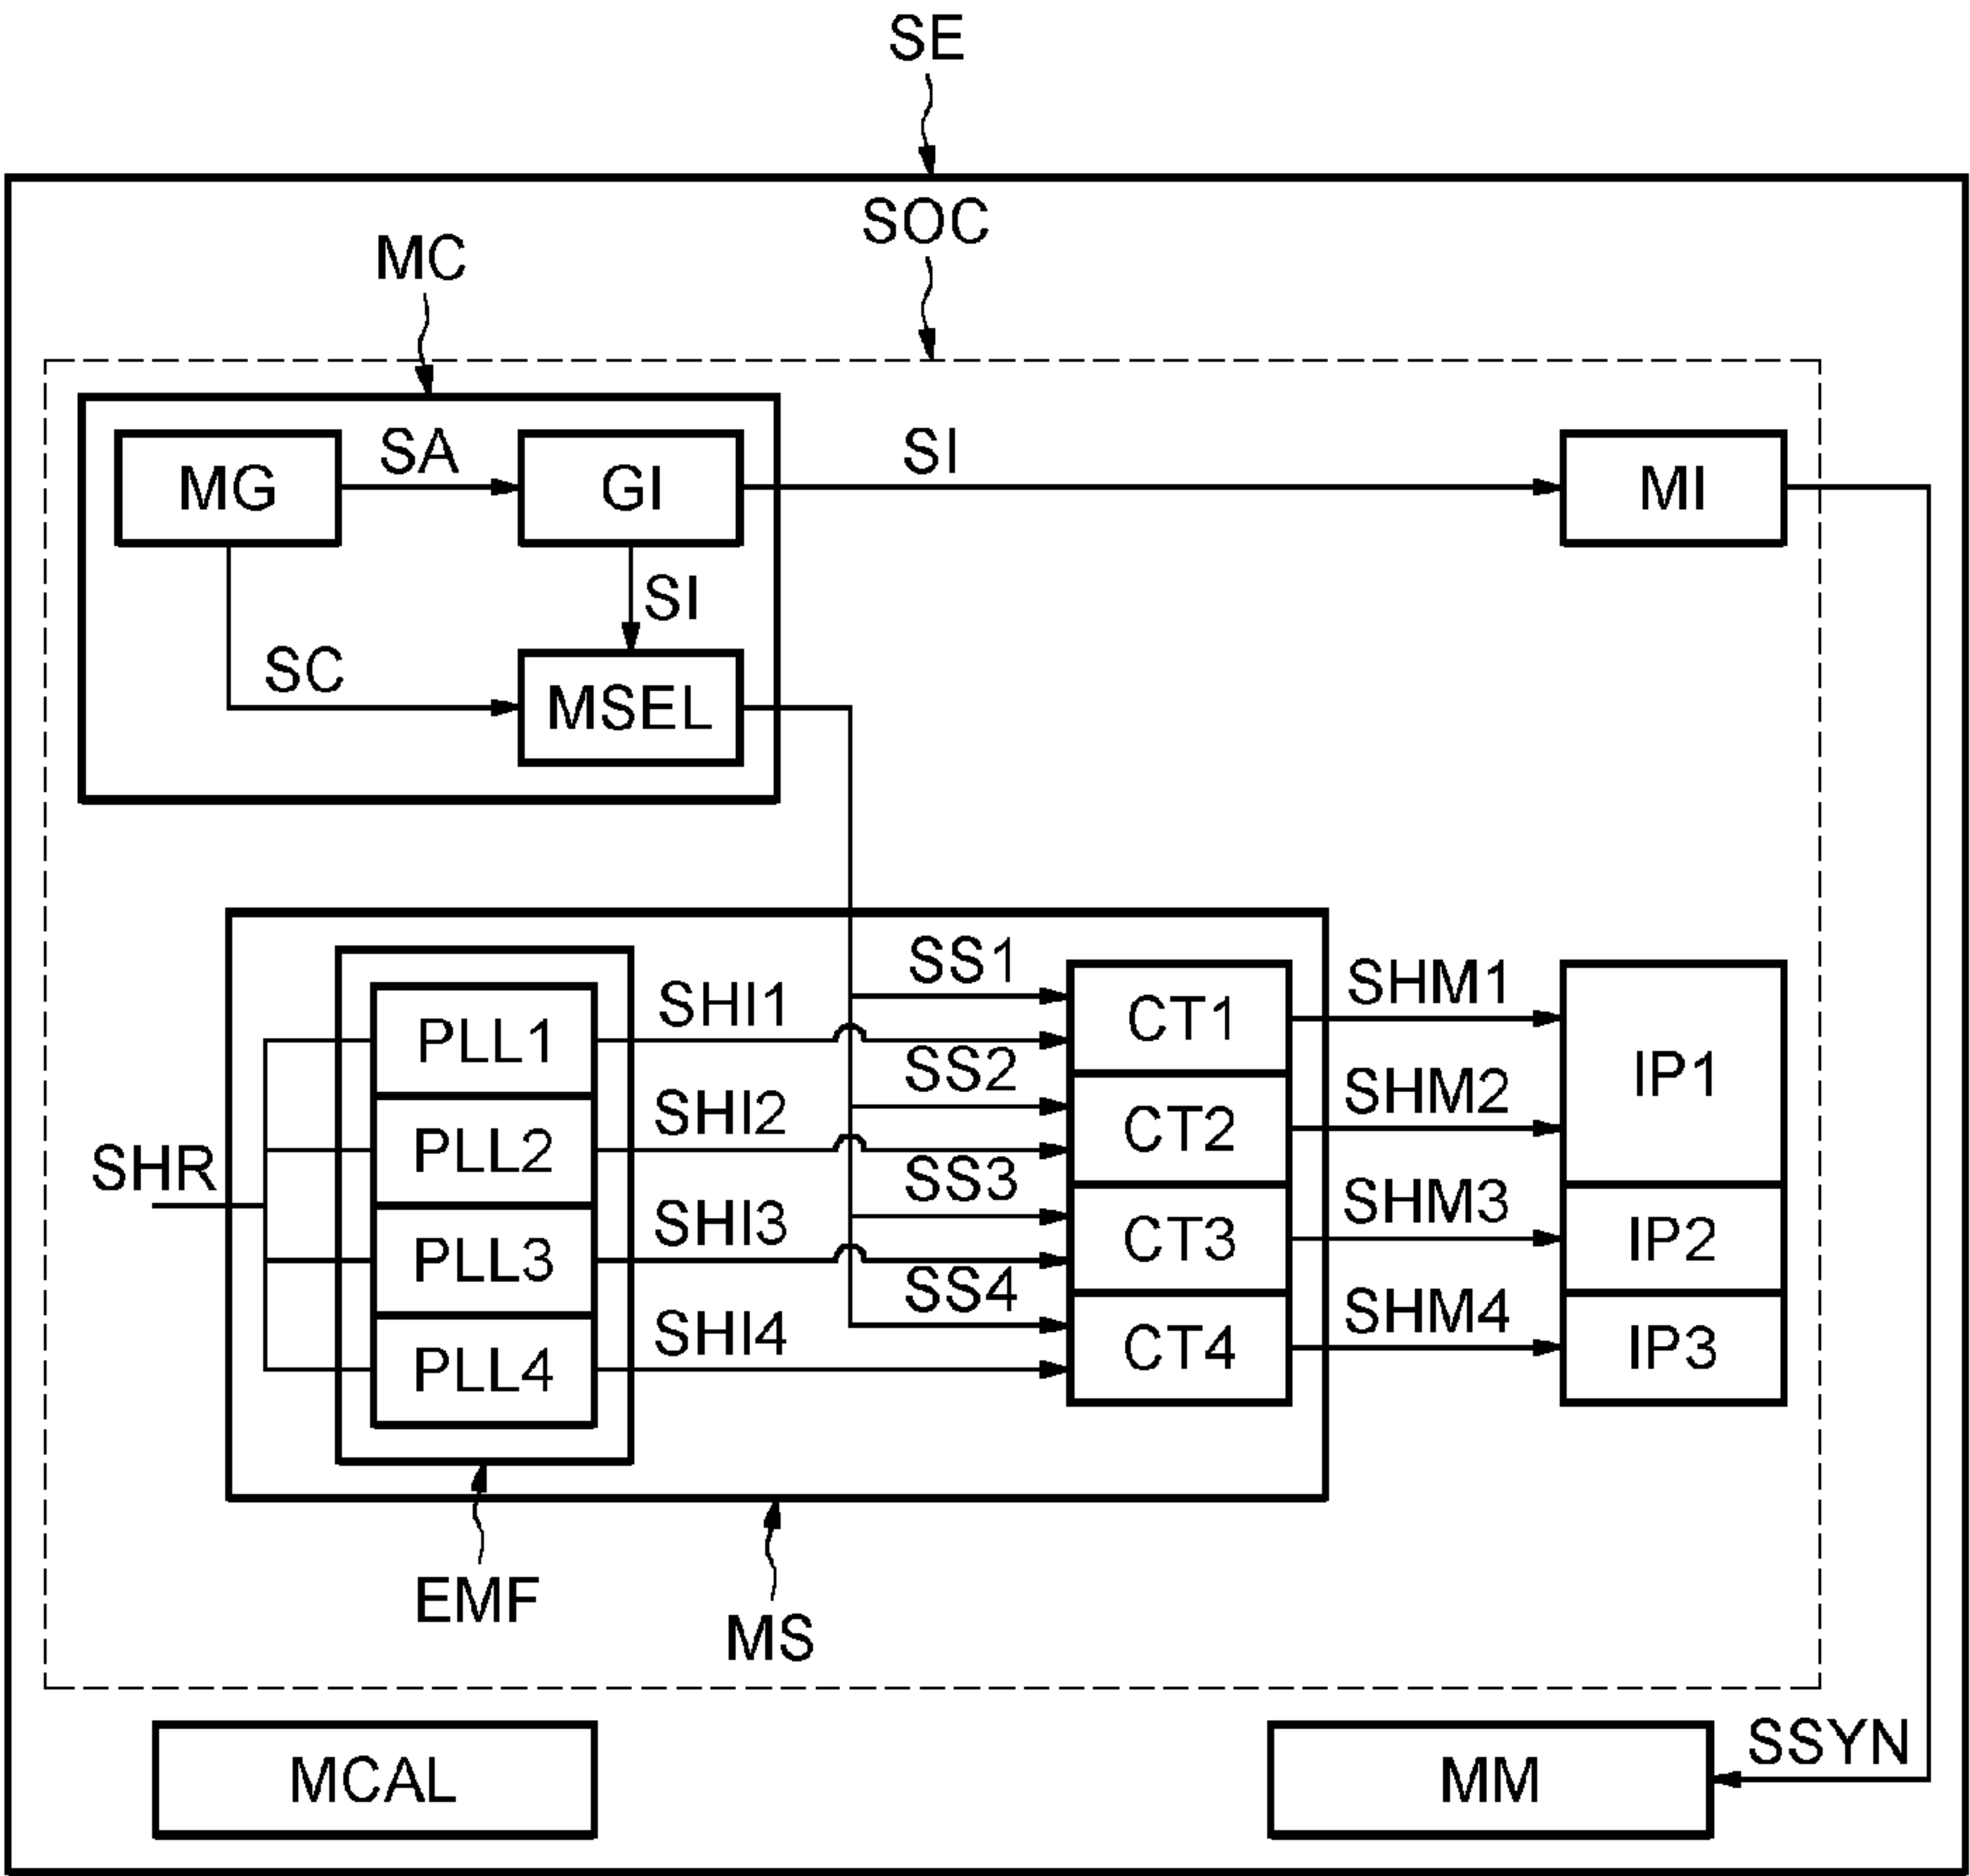 SE
SOC
MC
MG
SA
GI
SI
MI
SI
SC
MSEL
SS1
SHM1
SHI1
CT1
PLL1
SS2
IP1
SHI2
SHM2
CT2
PLL2
SHR
SS3
SHM3
SHI3
CT3
IP2
PLL3
SS4
SHM4
SHI4
CT4
IP3
PLL4
EMF
MS
SSYN
MCAL
MM